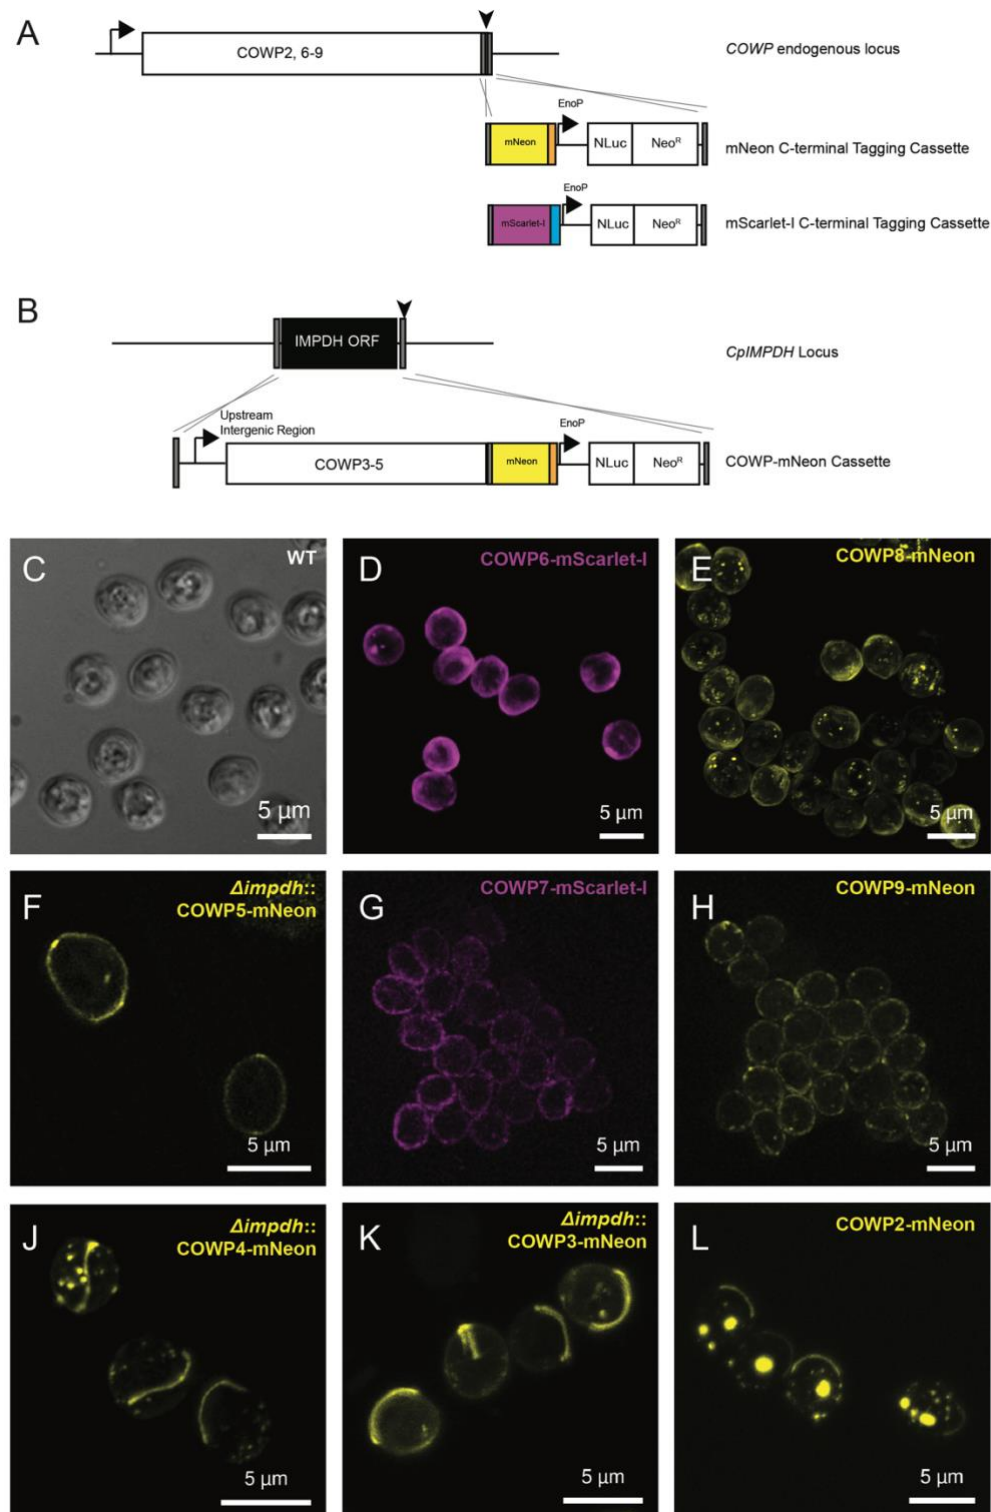 A
COWP2, 6-9
COWP endogenous locus
EnoP
mNeon
NLuc
Neo^R
mNeon C-terminal Tagging Cassette
EnoP
mScarlet-I
NLuc
Neo^R
mScarlet-I C-terminal Tagging Cassette
B
IMPDH ORF
CpIMPDH Locus
Upstream
Intergenic Region
EnoP
COWP3-5
mNeon
NLuc
Neo^R
COWP-mNeon Cassette
C
WT
5 µm
D
COWP6-mScarlet-I
5 µm
E
COWP8-mNeon
5 µm
F
Δimpdh::
COWP5-mNeon
5 µm
G
COWP7-mScarlet-I
5 µm
H
COWP9-mNeon
5 µm
J
Δimpdh::
COWP4-mNeon
5 µm
K
Δimpdh::
COWP3-mNeon
5 µm
L
COWP2-mNeon
5 µm